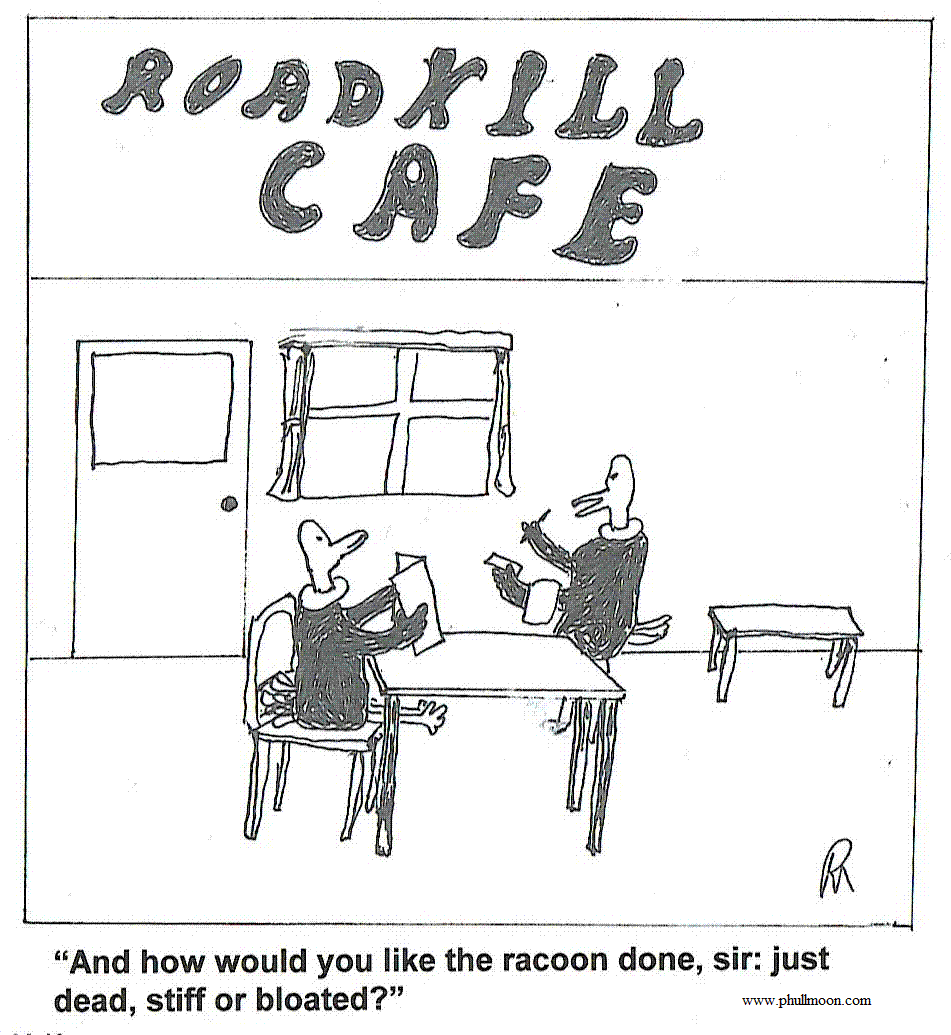 ROADKILL
CAFE
“And how would you like the racoon done, sir: just
dead, stiff or bloated?”
www.phullmoon.com